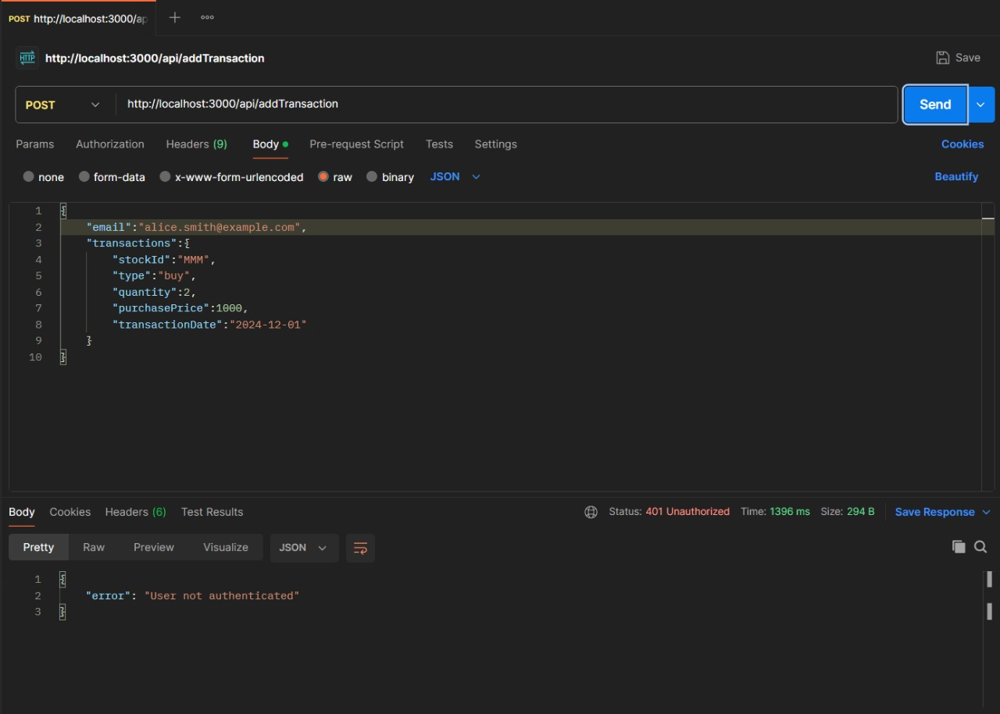 POST http://localhost:3000/ap
HTTP http://localhost:3000/api/addTransaction Save
POST http://localhost:3000/api/addTransaction Send
Params Authorization Headers (9) Body Pre-request Script Tests Settings Cookies
none form-data x-www-form-urlencoded raw binary JSON Beautify
1 {
2 "email":"alice.smith@example.com",
3 "transactions":{
4 "stockId":"MMM",
5 "type":"buy",
6 "quantity":2,
7 "purchasePrice":1000,
8 "transactionDate":"2024-12-01"
9 }
10 }
Body Cookies Headers (6) Test Results Status: 401 Unauthorized Time: 1396 ms Size: 294 B Save Response
Pretty Raw Preview Visualize JSON
1 {
2 "error": "User not authenticated"
3 }